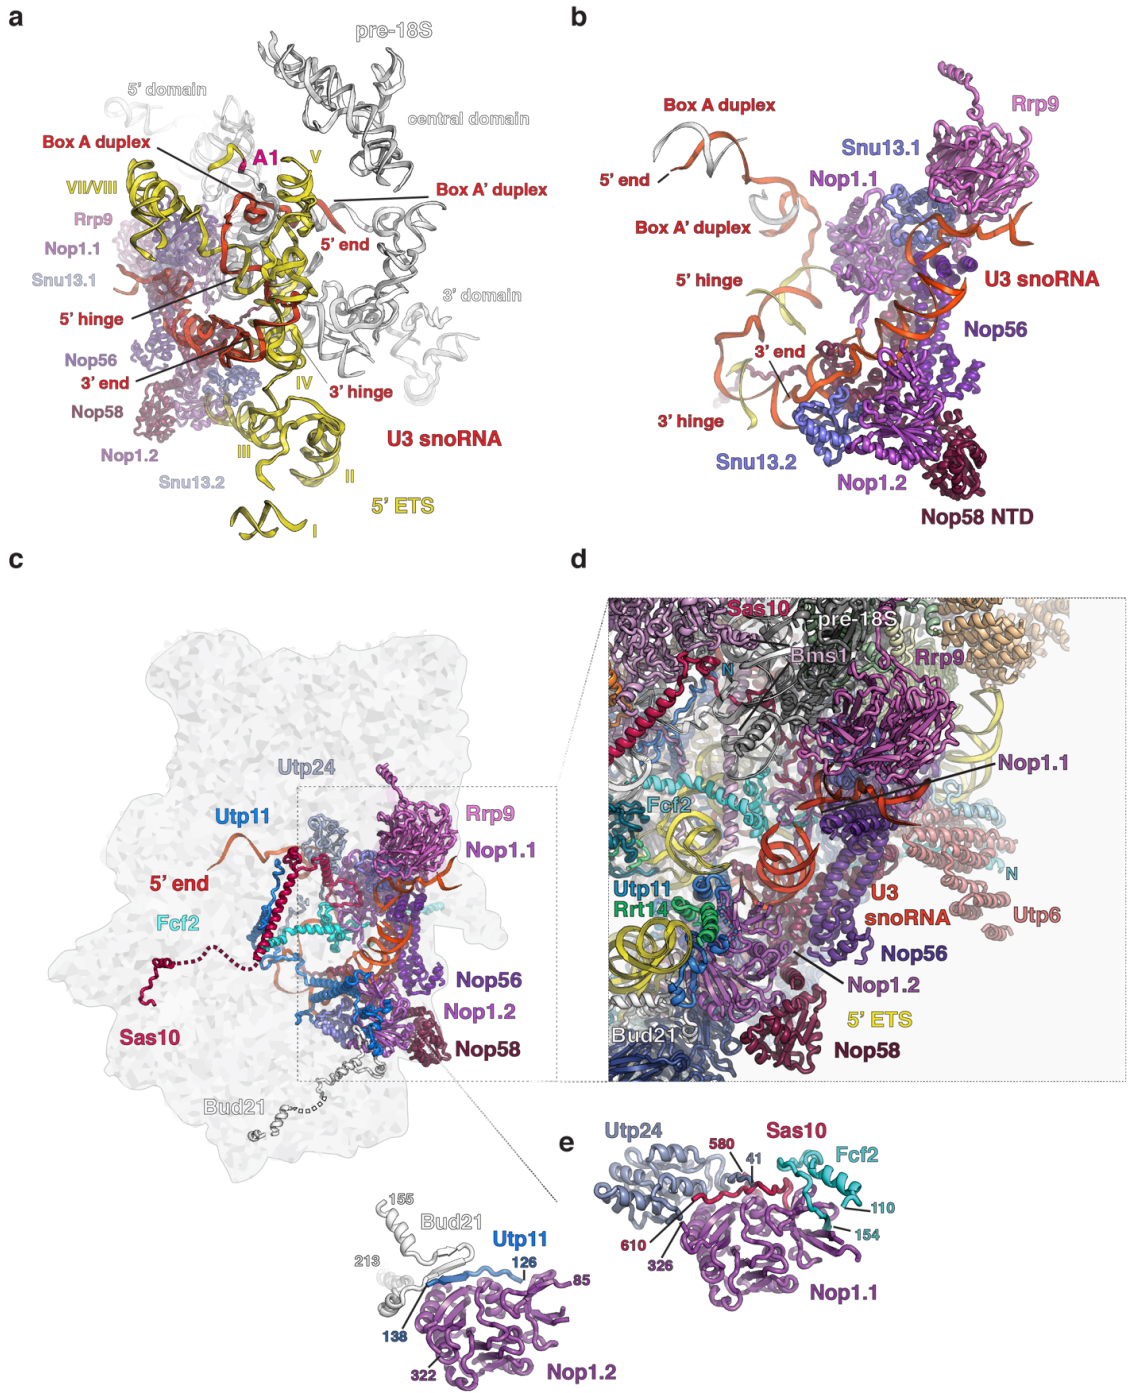 a
pre-18S
5’ domain
central domain
Box A duplex
A1
V
VII/VIII
Box A’ duplex
Rrp9
Nop1.1
5’ end
Snu13.1
3’ domain
5’ hinge
Nop56
3’ end
IV
3’ hinge
Nop58
U3 snoRNA
Nop1.2
III
Snu13.2
II
5’ ETS
I
b
Box A duplex
Rrp9
Snu13.1
5’ end
Nop1.1
Box A’ duplex
5’ hinge
U3 snoRNA
Nop56
3’ end
3’ hinge
Snu13.2
Nop1.2
Nop58 NTD
c
Utp24
Utp11
Rrp9
Nop1.1
5’ end
Fcf2
Nop56
Nop1.2
Sas10
Nop58
Bud21
d
Sas10
pre-18S
Bms1
Rrp9
N
Nop1.1
Fcf2
Utp11
Rrt14
N
U3
snoRNA
Utp6
Nop56
Nop1.2
5’ ETS
Bud21
Nop58
155
Bud21
Utp11
213
126
85
138
322
Nop1.2
e
Utp24
580
Sas10
41
Fcf2
110
154
610
326
Nop1.1